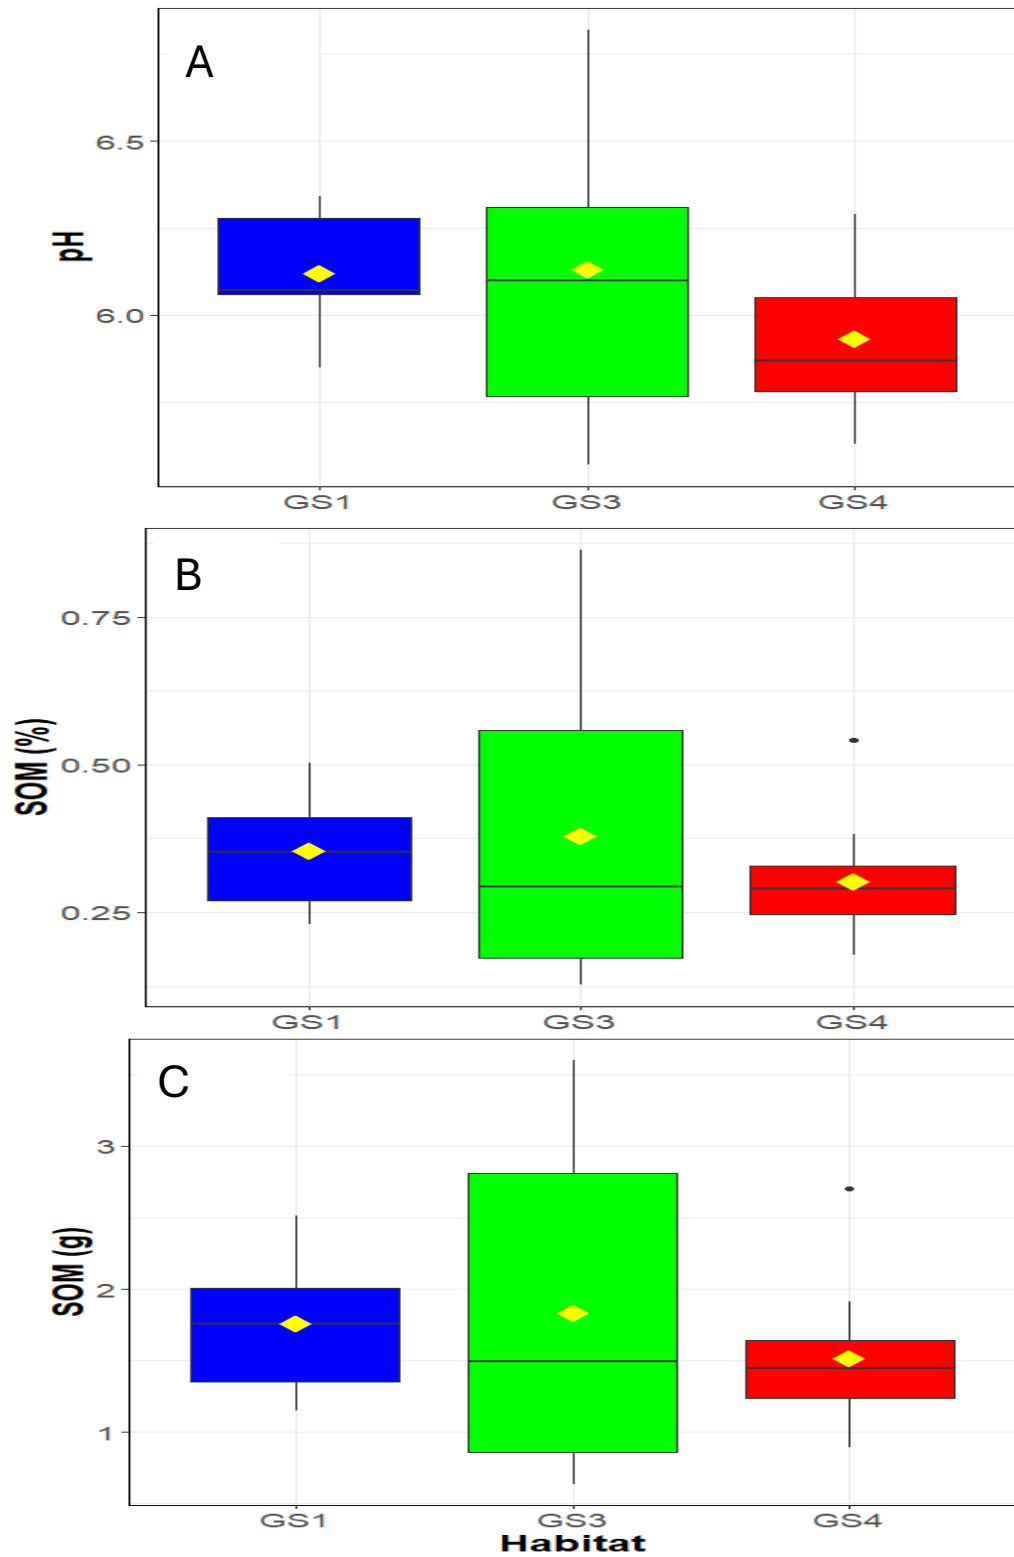 A
6.5
pH
6.0
GS1 GS3 GS4
B
0.75
SOM (%)
0.50
0.25
GS1 GS3 GS4
C
3
SOM (g)
2
1
GS1 GS3 GS4
Habitat